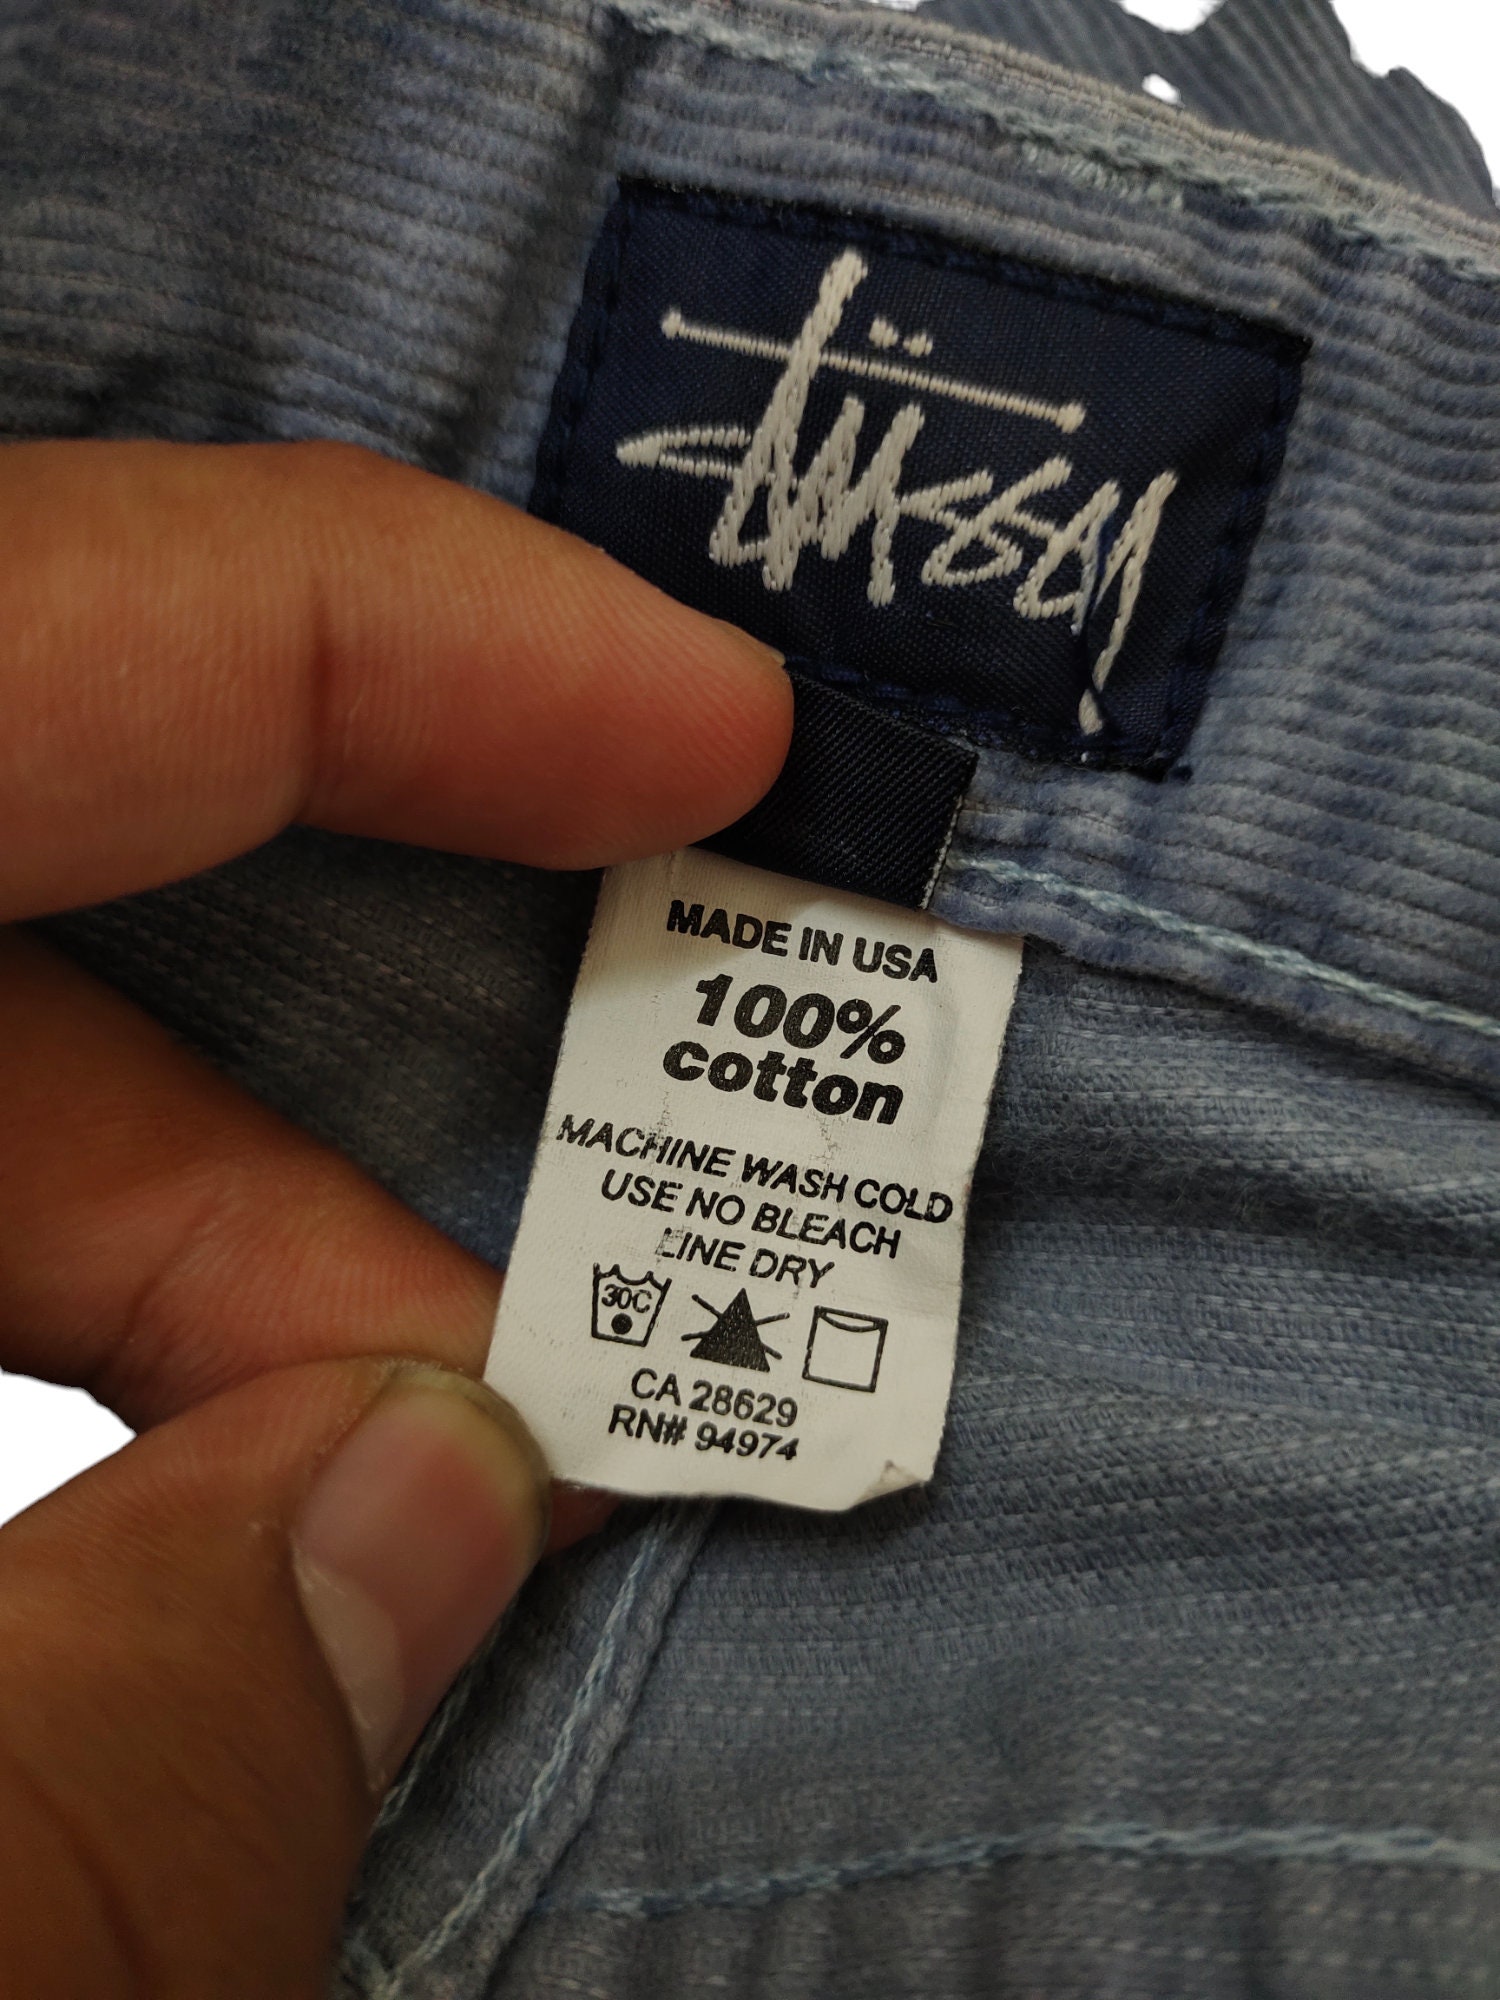 Stüssy
MADE IN USA
100%
cotton
MACHINE WASH COLD
USE NO BLEACH
LINE DRY
30C
CA 28629
RN# 94974